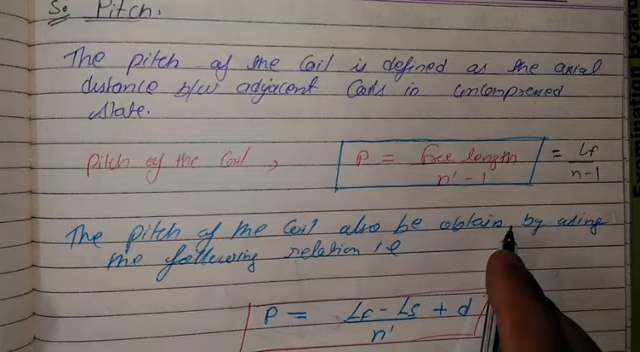 5. Pitch.
The pitch of the Coil is defined as the axial
distance b/w adjacent Coils in uncompressed
state.
Pitch of the Coil, P = Free length / n' - 1 = Lf / n-1
The pitch of the Coil also be obtain by using
the following relation i.e
P = Lf - Ls / n' + d